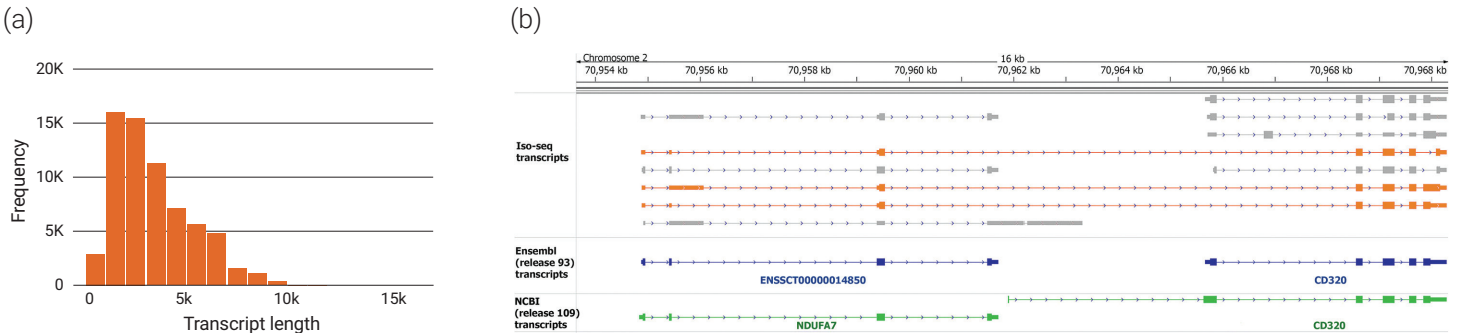 (a)
20K
15K
10K
5K
0
Frequency
0 5k 10k 15k
Transcript length
(b)
Chromosome 2
16 kb
70,954 kb 70,956 kb 70,958 kb 70,960 kb 70,962 kb 70,964 kb 70,966 kb 70,968 kb 70,968 kb
Iso-seq
transcripts
Ensembl
(release 93)
transcripts
ENSSCT00000014850 CD320
NCBI
(release 109)
transcripts
NDUFA7 CD320